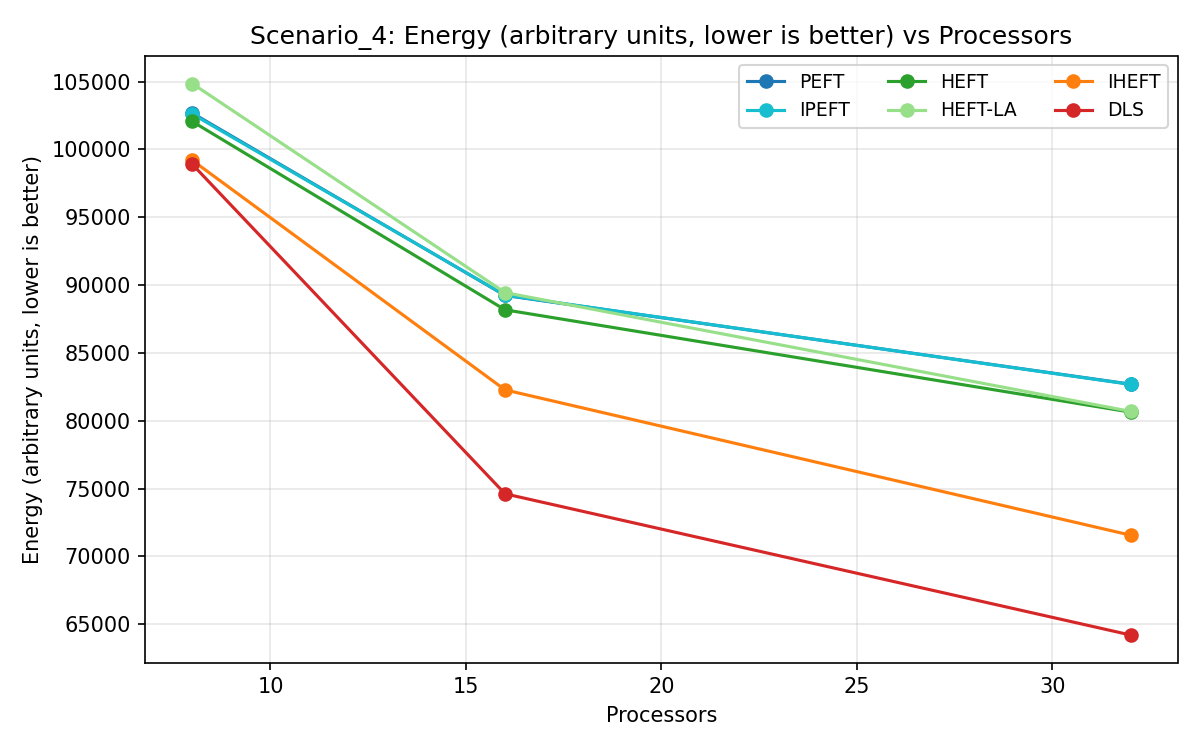 Scenario_4: Energy (arbitrary units, lower is better) vs Processors
PEFT
IPEFT
HEFT
HEFT-LA
IHEFT
DLS
Energy (arbitrary units, lower is better)
105000
100000
95000
90000
85000
80000
75000
70000
65000
10
15
20
25
30
Processors